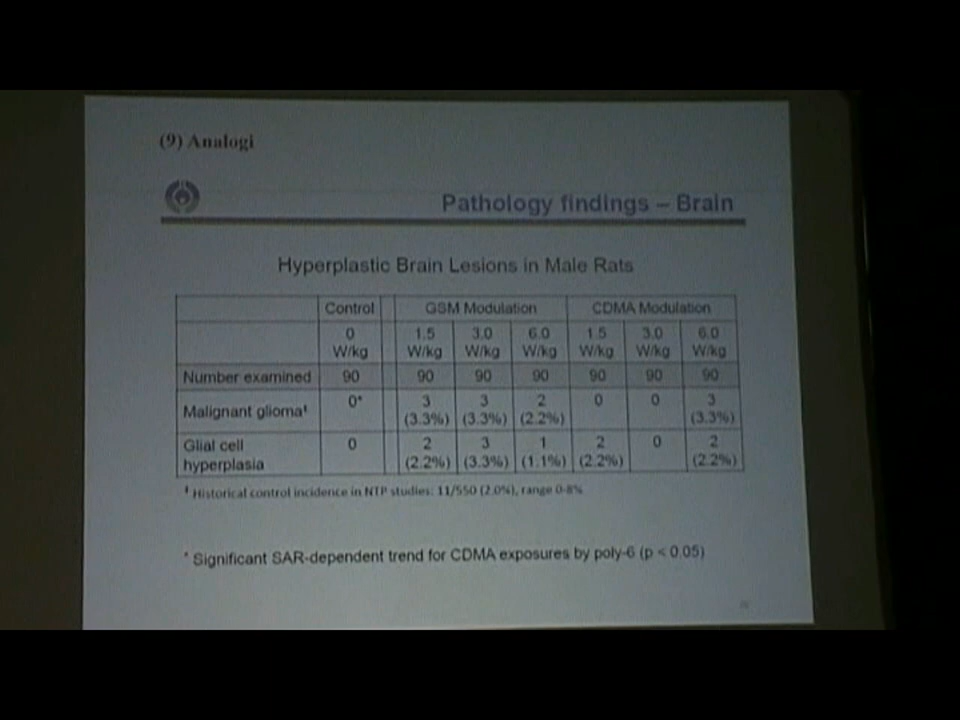 (9) Analogi
Pathology findings – Brain
Hyperplastic Brain Lesions in Male Rats
Control GSM Modulation CDMA Modulation
0 W/kg 1.5 W/kg 3.0 W/kg 6.0 W/kg 1.5 W/kg 3.0 W/kg 6.0 W/kg
Number examined 90 90 90 90 90 90 90
Malignant glioma‡ 0* 3 (3.3%) 3 (3.3%) 2 (2.2%) 0 0 3 (3.3%)
Glial cell hyperplasia 0 2 (2.2%) 3 (3.3%) 1 (1.1%) 2 (2.2%) 0 2 (2.2%)
‡ Historical control incidence in NTP studies: 11/550 (2.0%), range 0-8%
* Significant SAR-dependent trend for CDMA exposures by poly-6 (p < 0.05)